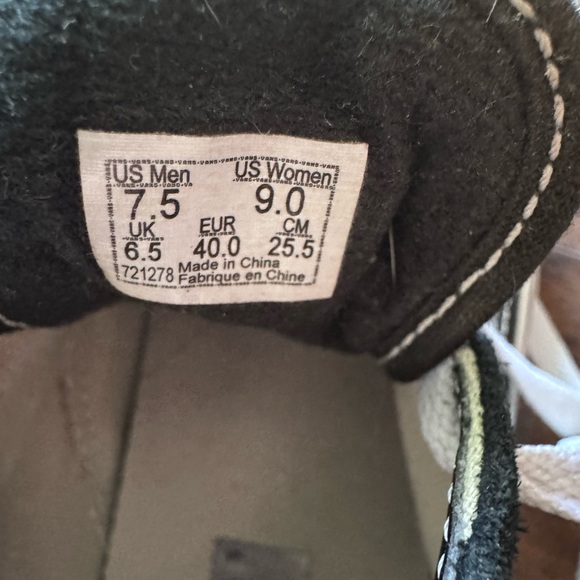 US Men US Women
7.5 9.0
UK EUR CM
6.5 40.0 25.5
721278 Made in China
Fabrique en Chine